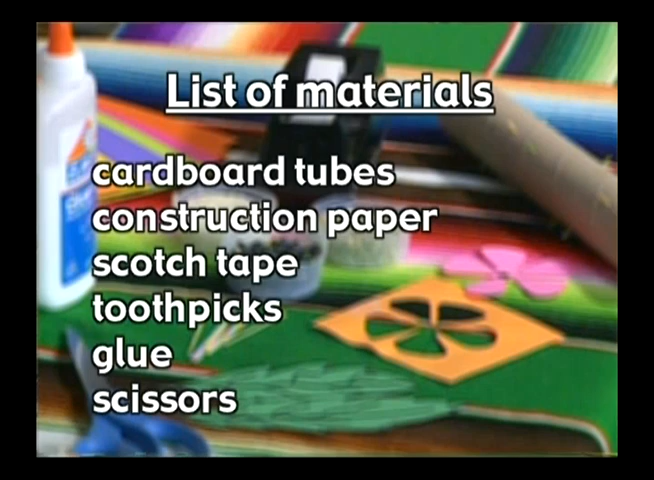 List of materials
cardboard tubes
construction paper
scotch tape
toothpicks
glue
scissors